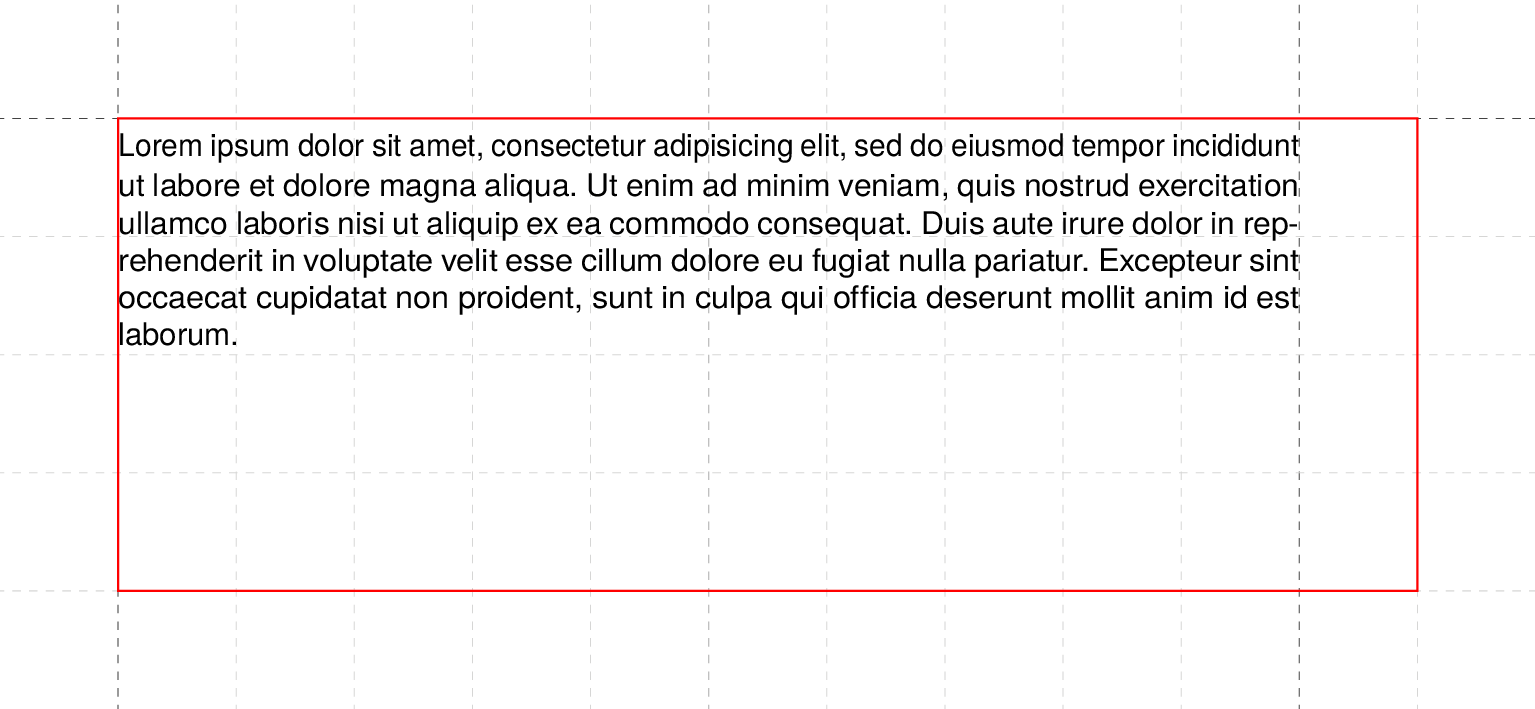 Lorem ipsum dolor sit amet, consectetur adipisicing elit, sed do eiusmod tempor incididunt
ut labore et dolore magna aliqua. Ut enim ad minim veniam, quis nostrud exercitation
ullamco laboris nisi ut aliquip ex ea commodo consequat. Duis aute irure dolor in rep-
rehenderit in voluptate velit esse cillum dolore eu fugiat nulla pariatur. Excepteur sint
occaecat cupidatat non proident, sunt in culpa qui officia deserunt mollit anim id est
laborum.